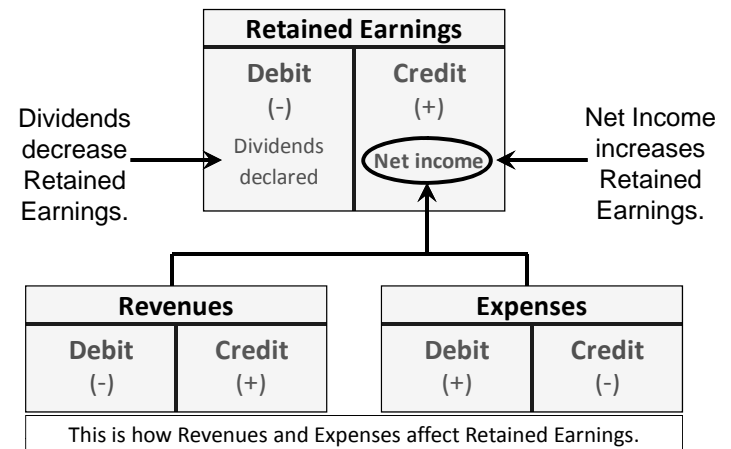 Retained Earnings
Debit
(-)
Dividends
declared
Credit
(+)
Net income
Dividends
decrease
Retained
Earnings.
Net Income
increases
Retained
Earnings.
Revenues
Debit
(-)
Credit
(+)
Expenses
Debit
(+)
Credit
(-)
This is how Revenues and Expenses affect Retained Earnings.